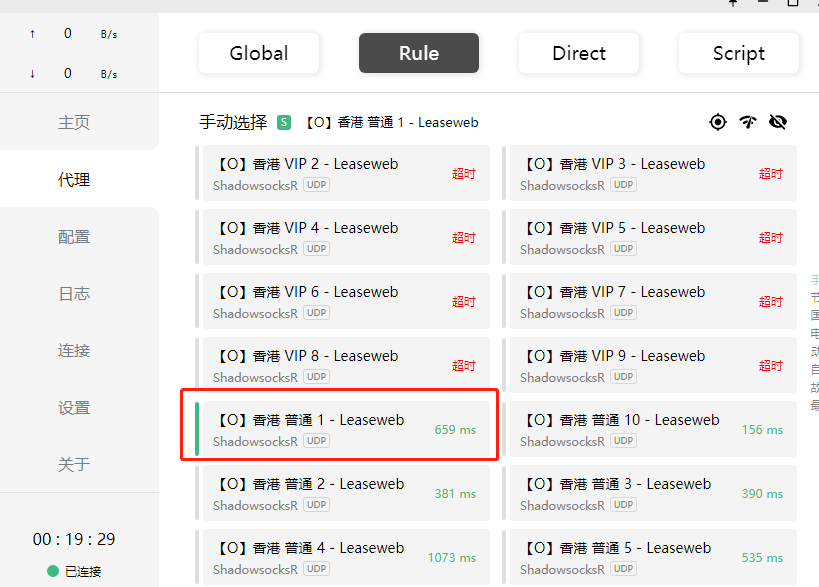 ↑ 0 B/s
↓ 0 B/s
主页
代理
配置
日志
连接
设置
关于
00 : 19 : 29
已连接
Global Rule Direct Script
手动选择 S 【O】香港 普通 1 - Leaseweb
【O】香港 VIP 2 - Leaseweb
ShadowsocksR UDP
超时
【O】香港 VIP 3 - Leaseweb
ShadowsocksR UDP
超时
【O】香港 VIP 4 - Leaseweb
ShadowsocksR UDP
超时
【O】香港 VIP 5 - Leaseweb
ShadowsocksR UDP
超时
【O】香港 VIP 6 - Leaseweb
ShadowsocksR UDP
超时
【O】香港 VIP 7 - Leaseweb
ShadowsocksR UDP
超时
【O】香港 VIP 8 - Leaseweb
ShadowsocksR UDP
超时
【O】香港 VIP 9 - Leaseweb
ShadowsocksR UDP
超时
【O】香港 普通 1 - Leaseweb
ShadowsocksR UDP
659 ms
【O】香港 普通 10 - Leaseweb
ShadowsocksR UDP
156 ms
【O】香港 普通 2 - Leaseweb
ShadowsocksR UDP
381 ms
【O】香港 普通 3 - Leaseweb
ShadowsocksR UDP
390 ms
【O】香港 普通 4 - Leaseweb
ShadowsocksR UDP
1073 ms
【O】香港 普通 5 - Leaseweb
ShadowsocksR UDP
535 ms